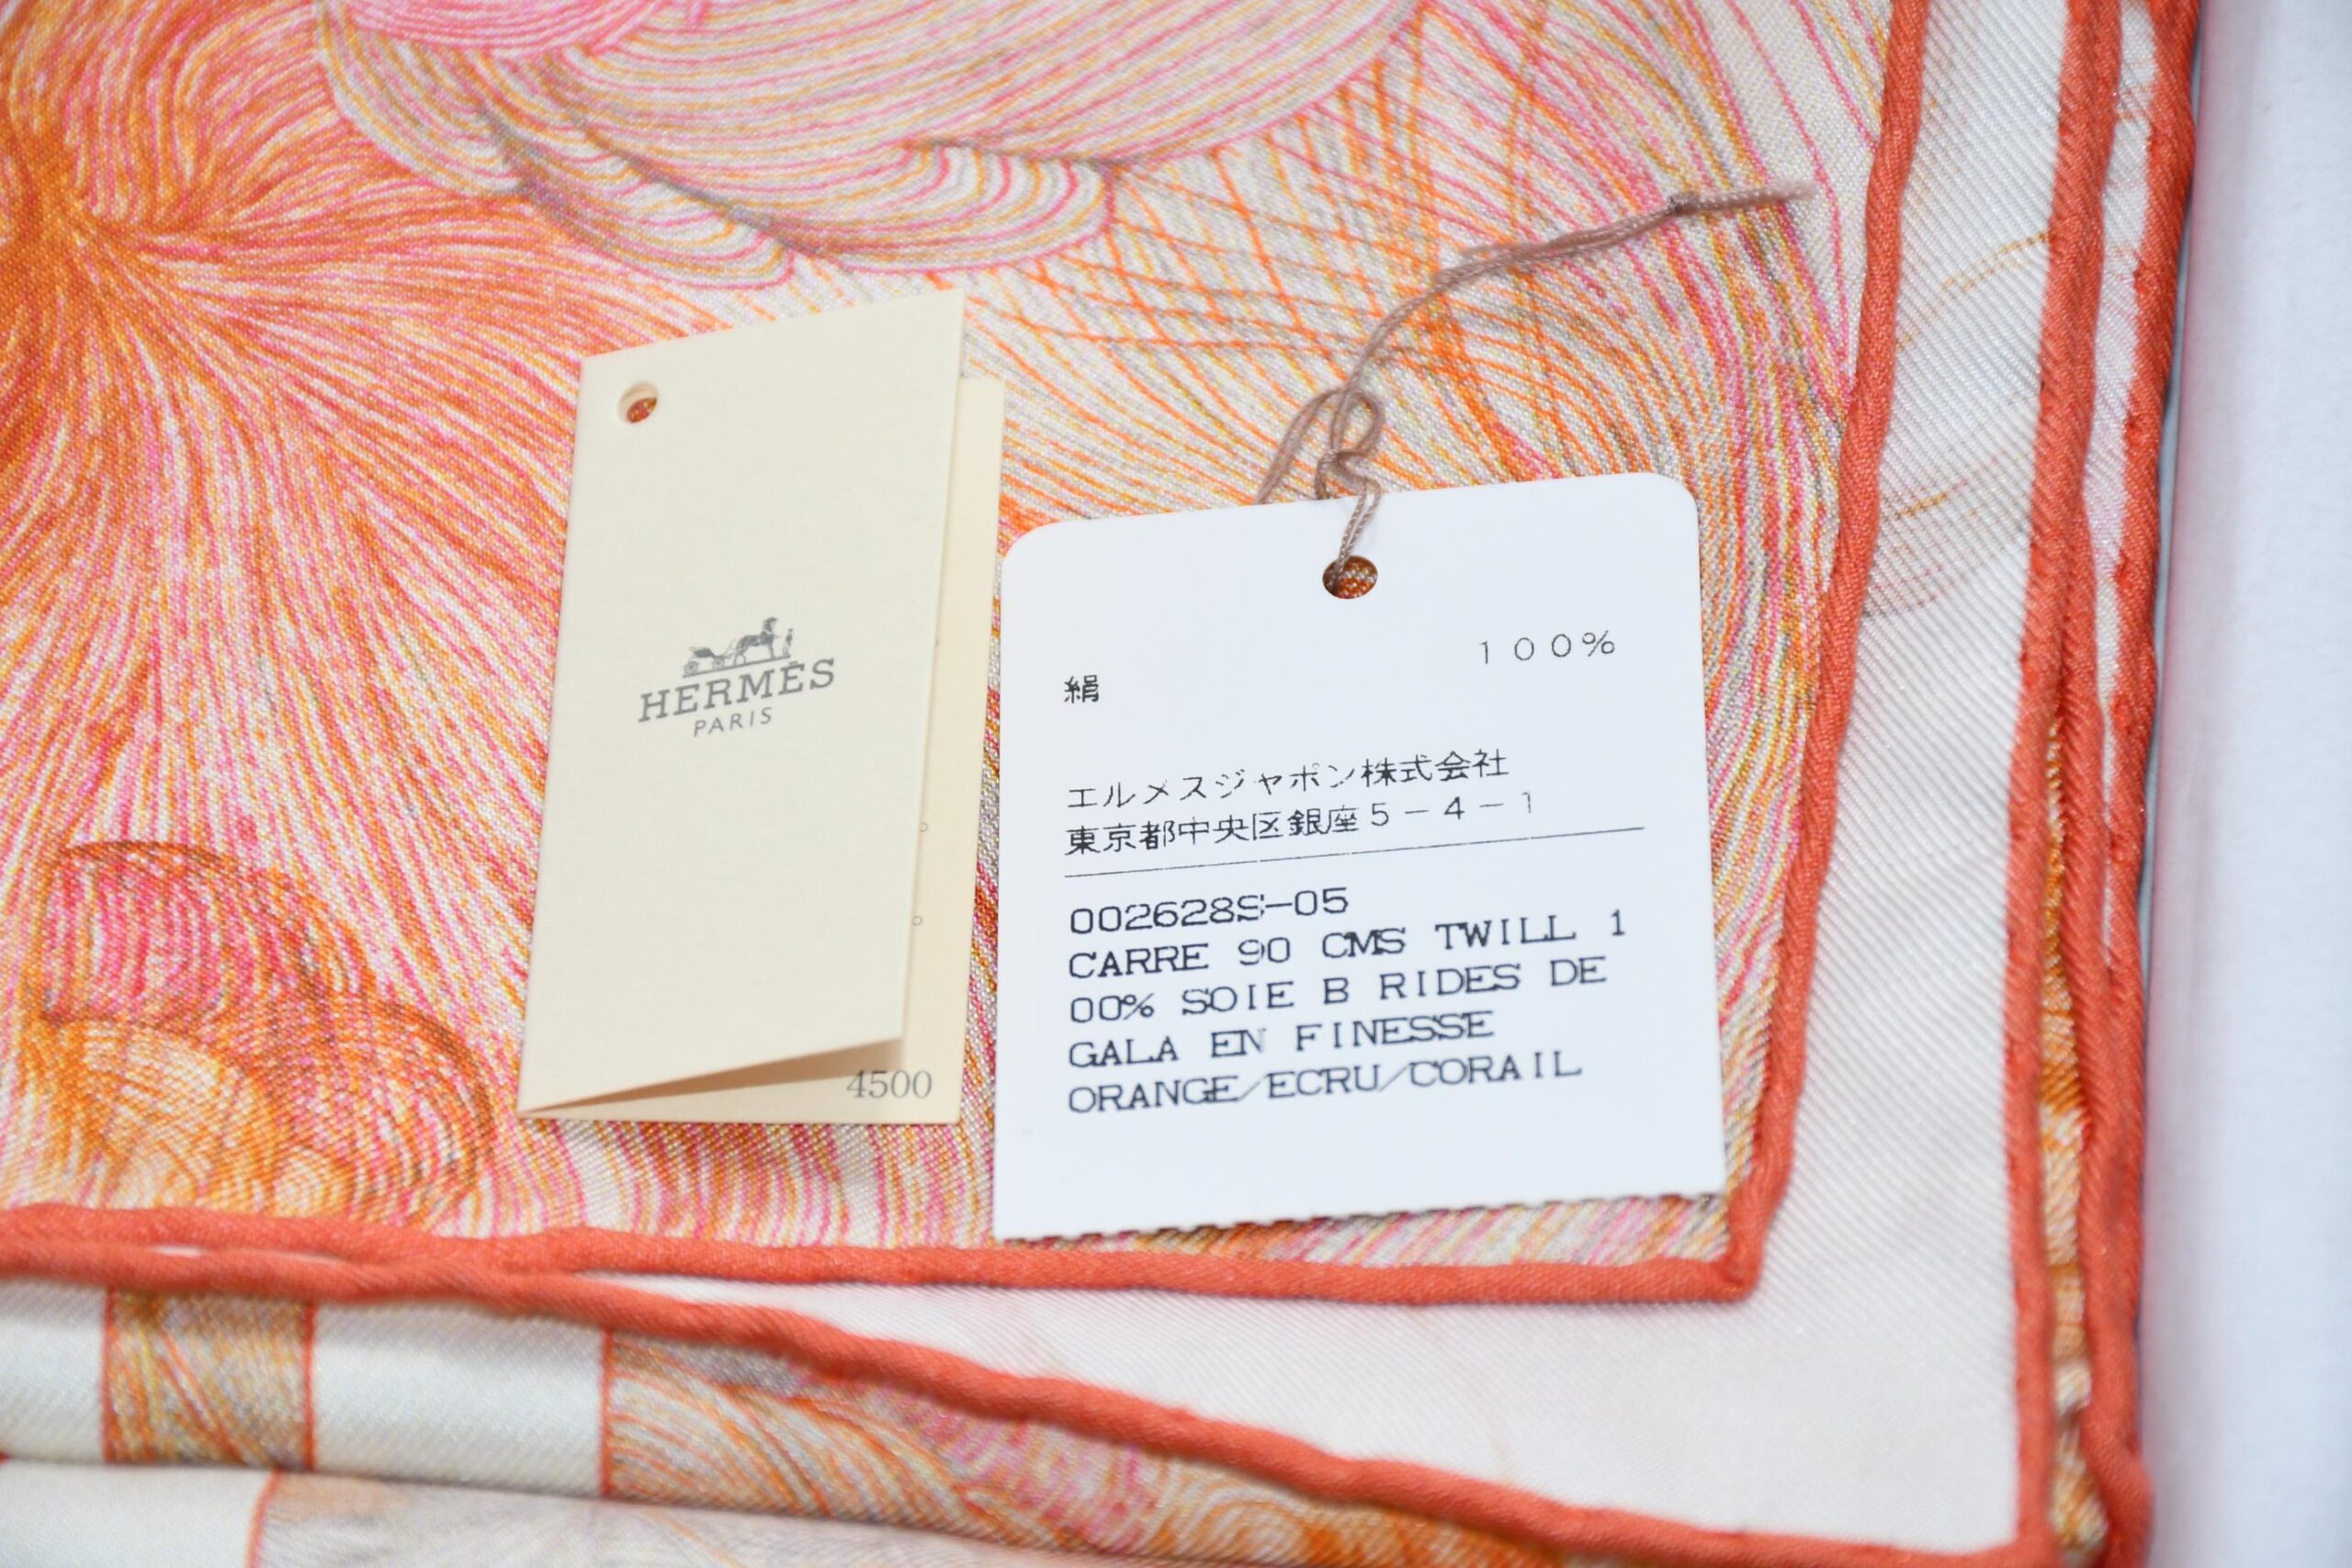 HERMÈS
PARIS
4500
100%
絹
エルメスジャポン株式会社
東京都中央区銀座5-4-1
002628S-05
CARRE 90 CMS TWILL 1
00% SOIE B RIDES DE
GALA EN FINESSE
ORANGE/ECRU/CORAIL